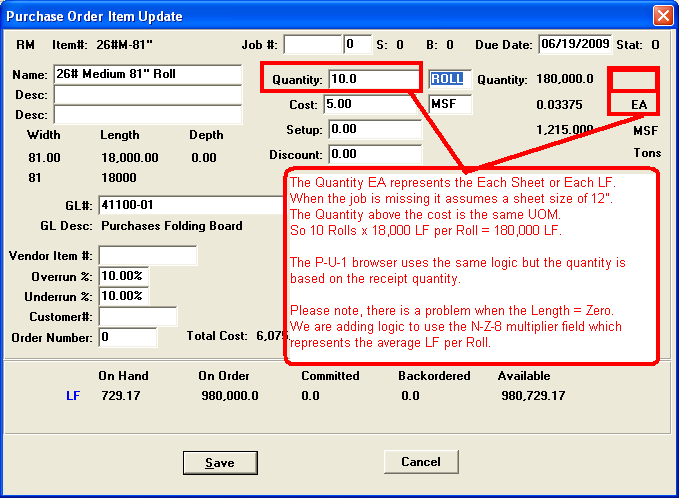 Purchase Order Item Update
RM Item#: 26#M-81" Job #: 0 S: 0 B: 0 Due Date: 06/19/2009 Stat: O
Name: 26# Medium 81" Roll Quantity: 10.0 ROLL Quantity: 180,000.0
Desc: Cost: 5.00 MSF 0.03375 EA
Desc: Setup: 0.00 1,215.000 MSF
Width Length Depth Discount: 0.00 Tons
81.00 18,000.00 0.00
81 18000
GL#: 41100-01
GL Desc: Purchases Folding Board
Vendor Item #:
Overrun %: 10.00%
Underrun %: 10.00%
Customer#:
Order Number: 0 Total Cost: 6,075
The Quantity EA represents the Each Sheet or Each LF.
When the job is missing it assumes a sheet size of 12".
The Quantity above the cost is the same UOM.
So 10 Rolls x 18,000 LF per Roll = 180,000 LF.
The P-U-1 browser uses the same logic but the quantity is
based on the receipt quantity.
Please note, there is a problem when the Length = Zero.
We are adding logic to use the N-Z-8 multiplier field which
represents the average LF per Roll.
On Hand On Order Committed Backordered Available
LF 729.17 980,000.0 0.0 0.0 980,729.17
Save Cancel